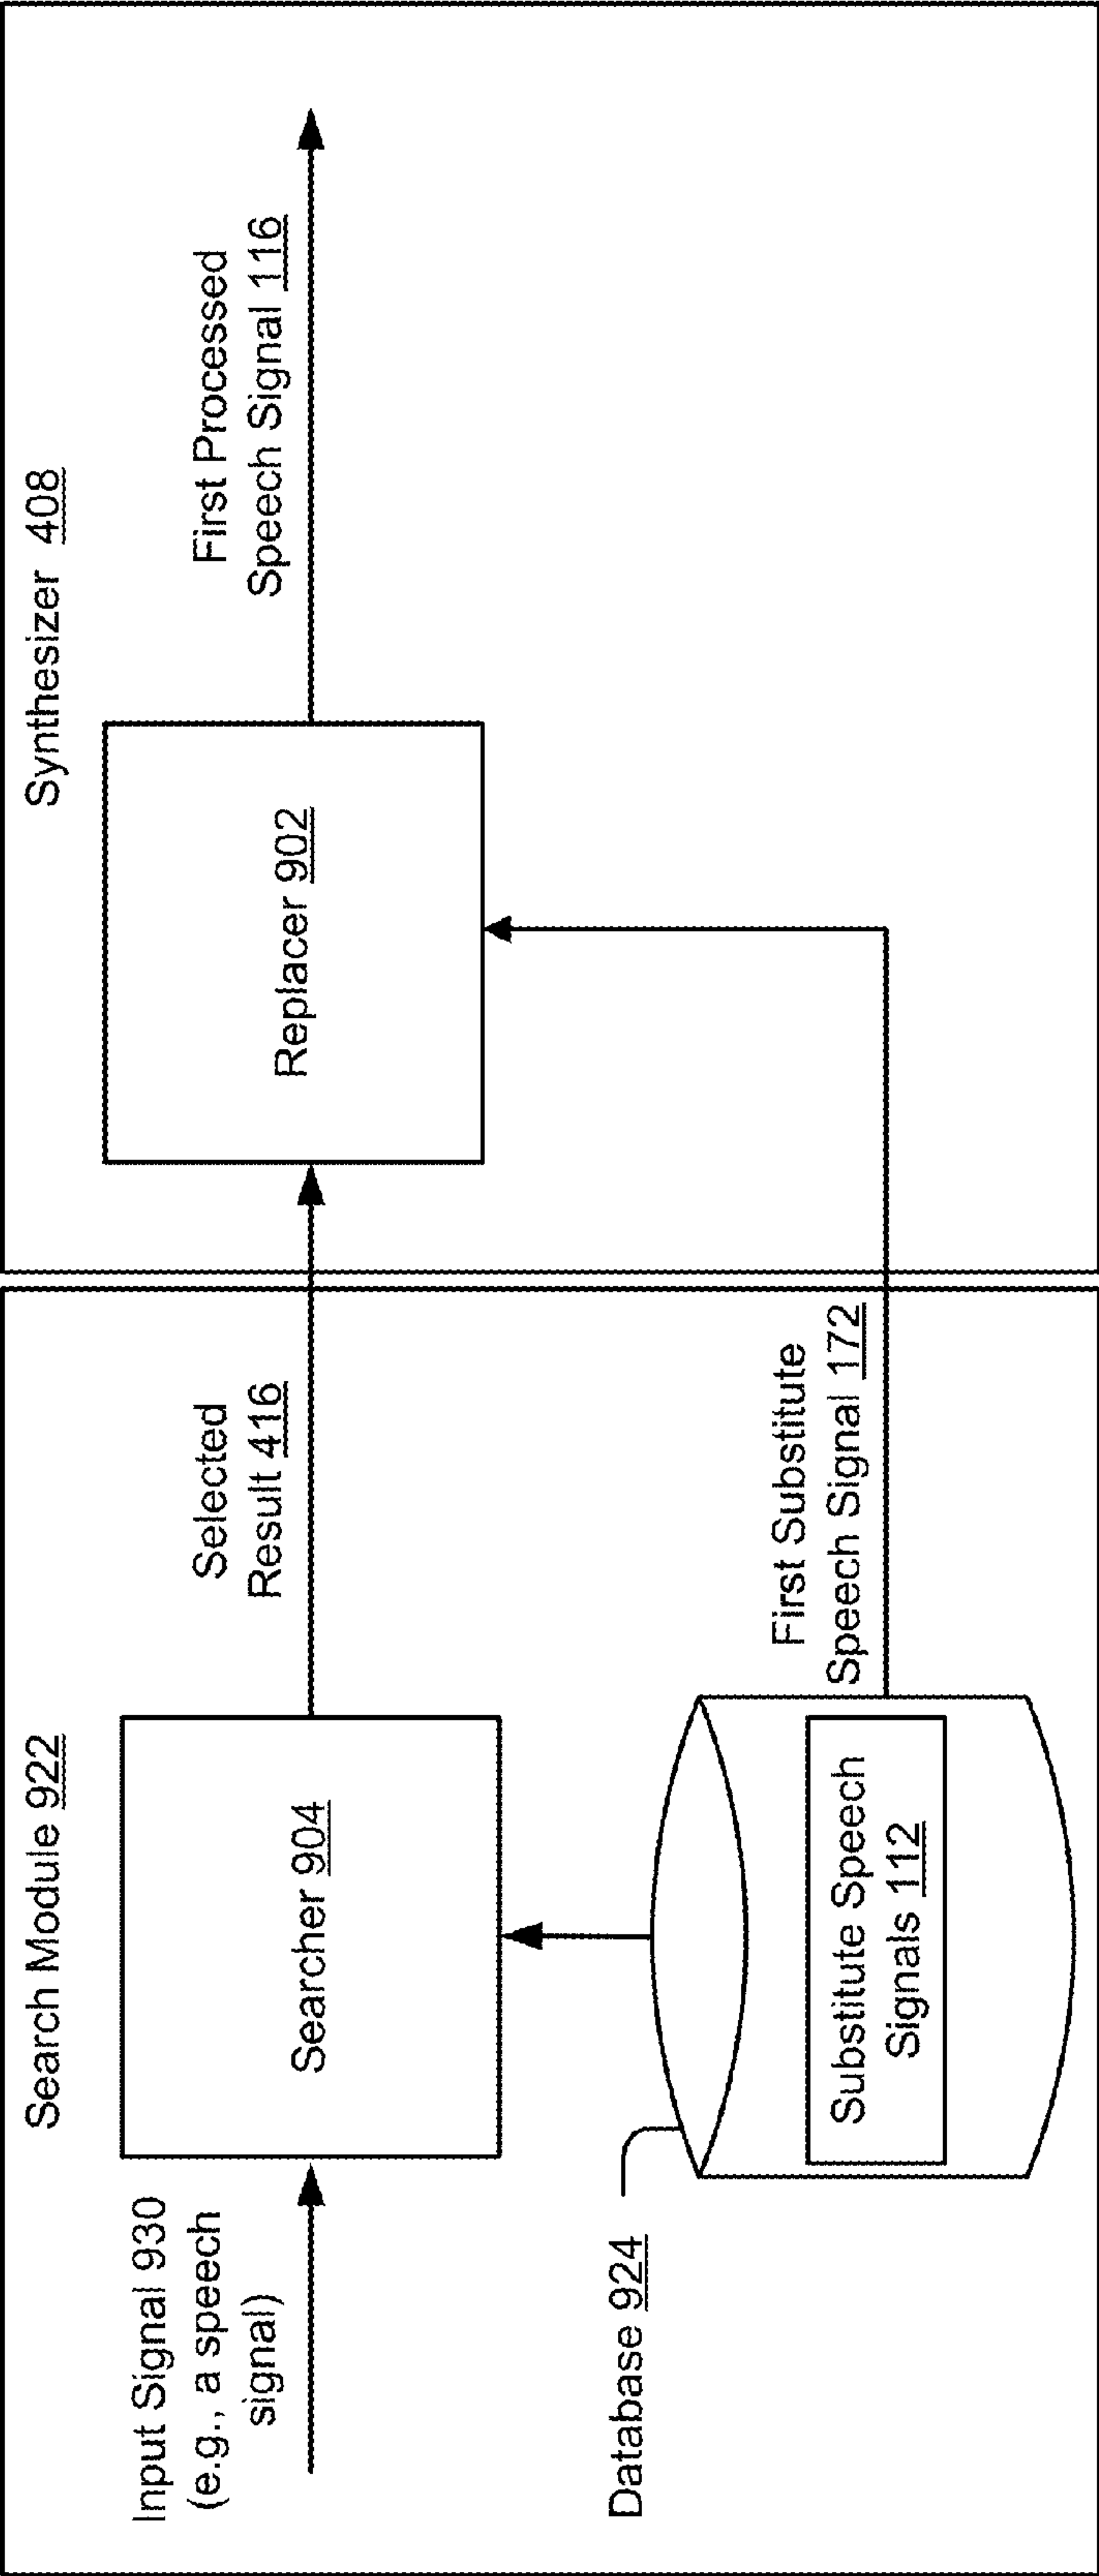 Search Module 922
Input Signal 930
(e.g., a speech
signal)
Searcher 904
Selected
Result 416
Database 924
Substitute Speech
Signals 112
First Substitute
Speech Signal 172
Synthesizer 408
Replacer 902
First Processed
Speech Signal 116